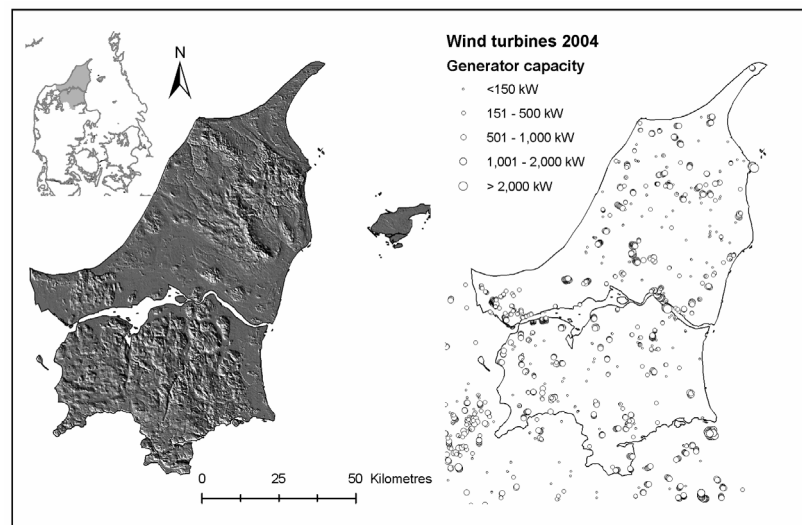 N
0 25 50 Kilometres
Wind turbines 2004
Generator capacity
<150 kW
151 - 500 kW
501 - 1,000 kW
1,001 - 2,000 kW
> 2,000 kW